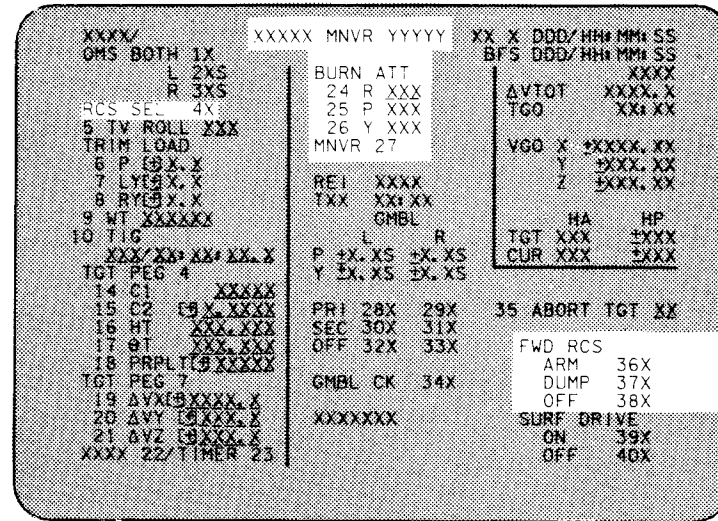 XXXX/ XXXXX MNVR YYYYY XX X DDD/HH:MM:SS
OMS BOTH 1X BFS DDD/HH:MM:SS
L 2XS BURN ATT XXXX
R 3XS 24 R XXX ΔVTOT XXXX.X
RCS SEL 4X 25 P XXX TGO XX:XX
5 TV ROLL XXX 26 Y XXX
TRIM LOAD MNVR 27 VGO X ±XXXX.XX
6 P [±]X.X Y ±XXX.XX
7 LY[±]X.X REI XXXX Z ±XXX.XX
8 RY[±]X.X TXX XX:XX
9 WT XXXXXX GMBL HA HP
10 TIG L R TGT XXX ±XXX
XXX/XX:XX:XX.X P ±X.XS ±X.XS CUR XXX ±XXX
TGT PEG 4 Y ±X.XS ±X.XS
14 C1 XXXXX
15 C2 [±]X.XXXX PRI 28X 29X 35 ABORT TGT XX
16 HT XXX.XXX SEC 30X 31X
17 θT XXX.XXX OFF 32X 33X FWD RCS
18 PRPLT[±]XXXXX ARM 36X
TGT PEG 7 GMBL CK 34X DUMP 37X
19 ΔVX[±]XXXX.X OFF 38X
20 ΔVY [±]XXX.X XXXXXXX SURF DRIVE
21 ΔVZ [±]XXX.X ON 39X
XXXX 22/TIMER 23 OFF 40X